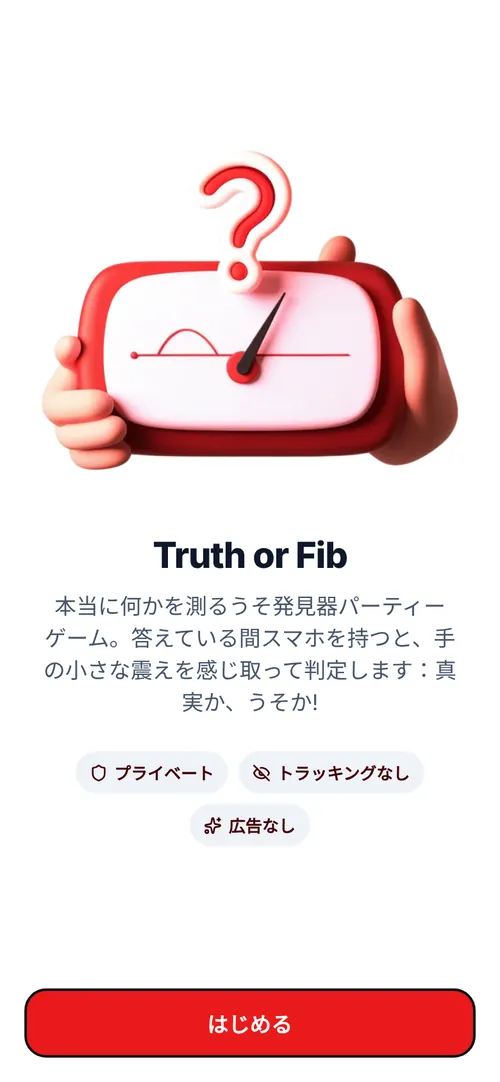 ?
Truth or Fib
本当に何かを測るうそ発見器パーティー
ゲーム。答えている間スマホを持つと、手
の小さな震えを感じ取って判定します：真
実か、うそか!
プライベート
トラッキングなし
広告なし
はじめる